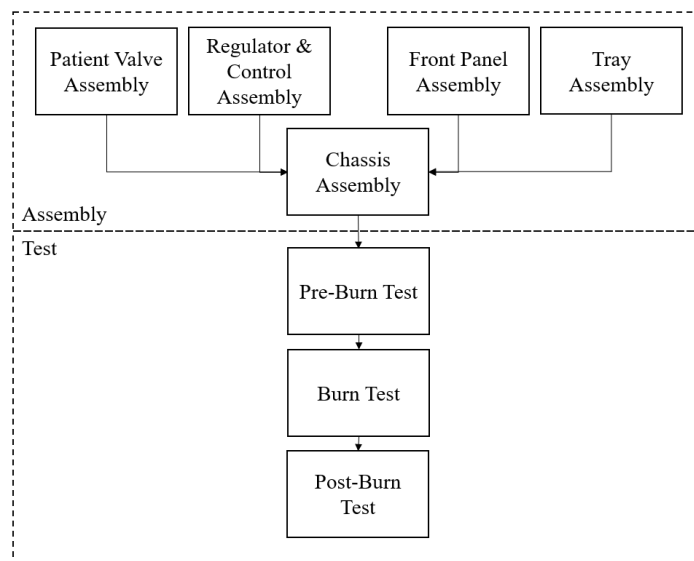 Patient Valve
Assembly
Regulator &
Control
Assembly
Front Panel
Assembly
Tray
Assembly
Chassis
Assembly
Assembly
Test
Pre-Burn Test
Burn Test
Post-Burn
Test